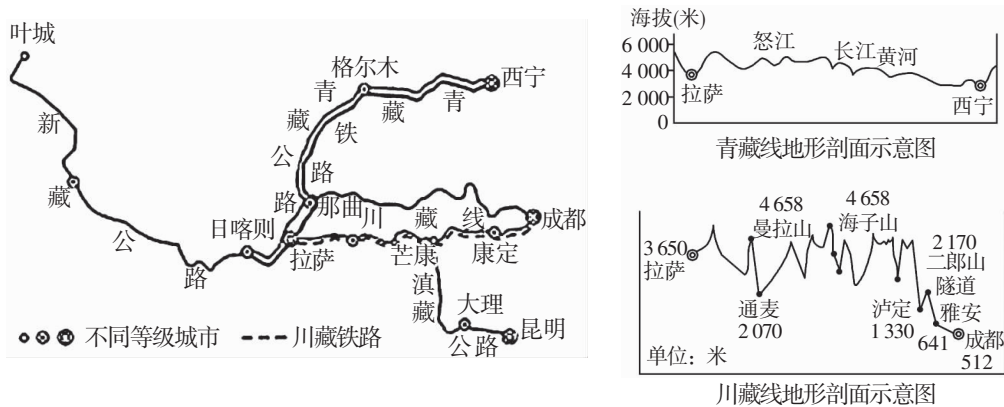 叶城
新
藏
公
路
日喀则
拉萨
那曲
格尔木
西宁
青
藏
青
藏
铁
公
路
路
川
藏
线
成都
芒康
康定
滇
藏
大理
公路
昆明
不同等级城市
川藏铁路
海拔(米)
6 000
4 000
2 000
0
拉萨
怒江
长江
黄河
西宁
青藏线地形剖面示意图
3 650
拉萨
4 658
曼拉山
通麦
2 070
4 658
海子山
泸定
1 330
2 170
二郎山
隧道
雅安
641
成都
512
单位：米
川藏线地形剖面示意图